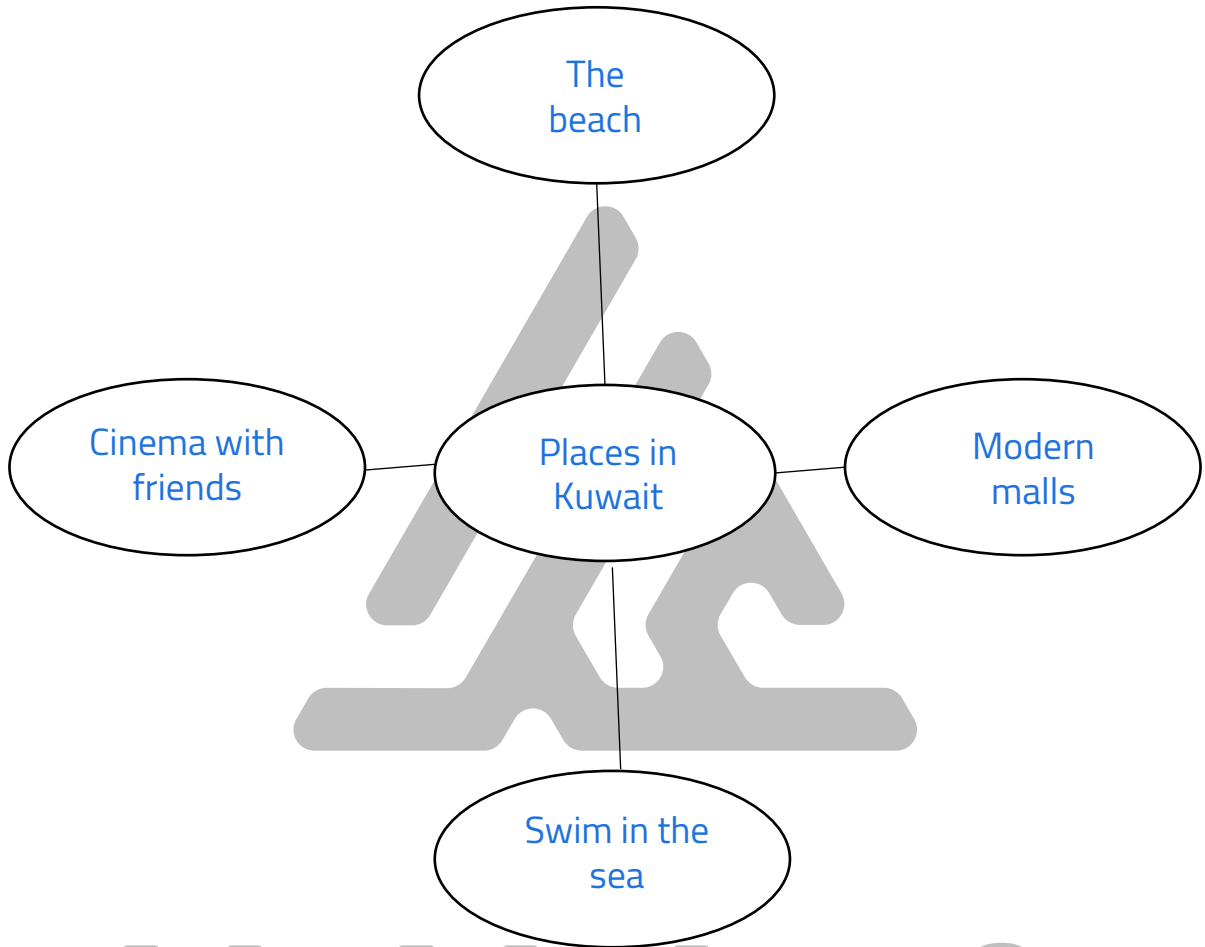 The
beach
Cinema with
friends
Places in
Kuwait
Modern
malls
Swim in the
sea